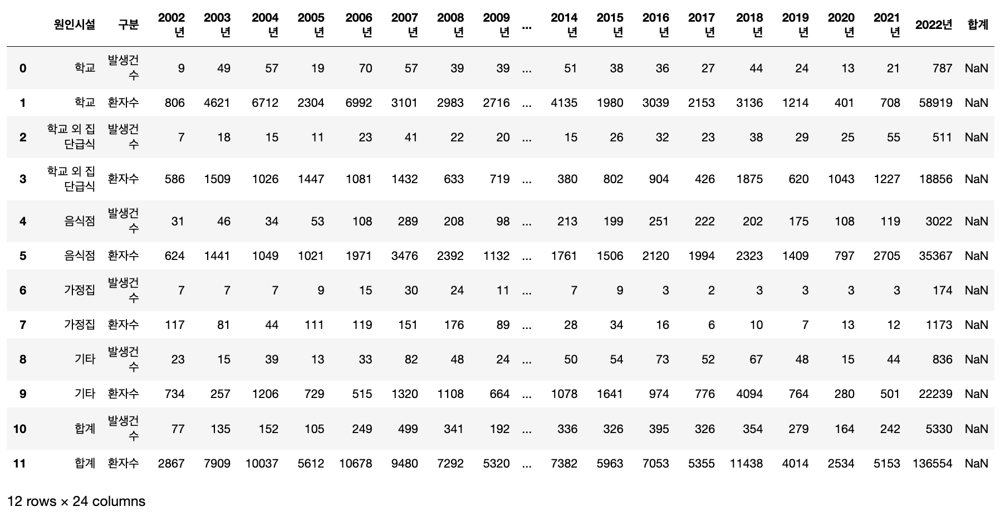 원인시설 구분 2002년 2003년 2004년 2005년 2006년 2007년 2008년 2009년 ... 2014년 2015년 2016년 2017년 2018년 2019년 2020년 2021년 2022년 합계
0 학교 발생건수 9 49 57 19 70 57 39 39 ... 51 38 36 27 44 24 13 21 787 NaN
1 학교 환자수 806 4621 6712 2304 6992 3101 2983 2716 ... 4135 1980 3039 2153 3136 1214 401 708 58919 NaN
2 학교 외 집단급식 발생건수 7 18 15 11 23 41 22 20 ... 15 26 32 23 38 29 25 55 511 NaN
3 학교 외 집단급식 환자수 586 1509 1026 1447 1081 1432 633 719 ... 380 802 904 426 1875 620 1043 1227 18856 NaN
4 음식점 발생건수 31 46 34 53 108 289 208 98 ... 213 199 251 222 202 175 108 119 3022 NaN
5 음식점 환자수 624 1441 1049 1021 1971 3476 2392 1132 ... 1761 1506 2120 1994 2323 1409 797 2705 35367 NaN
6 가정집 발생건수 7 7 7 9 15 30 24 11 ... 7 9 3 2 3 3 3 3 174 NaN
7 가정집 환자수 117 81 44 111 119 151 176 89 ... 28 34 16 6 10 7 13 12 1173 NaN
8 기타 발생건수 23 15 39 13 33 82 48 24 ... 50 54 73 52 67 48 15 44 836 NaN
9 기타 환자수 734 257 1206 729 515 1320 1108 664 ... 1078 1641 974 776 4094 764 280 501 22239 NaN
10 합계 발생건수 77 135 152 105 249 499 341 192 ... 336 326 395 326 354 279 164 242 5330 NaN
11 합계 환자수 2867 7909 10037 5612 10678 9480 7292 5320 ... 7382 5963 7053 5355 11438 4014 2534 5153 136554 NaN
12 rows × 24 columns